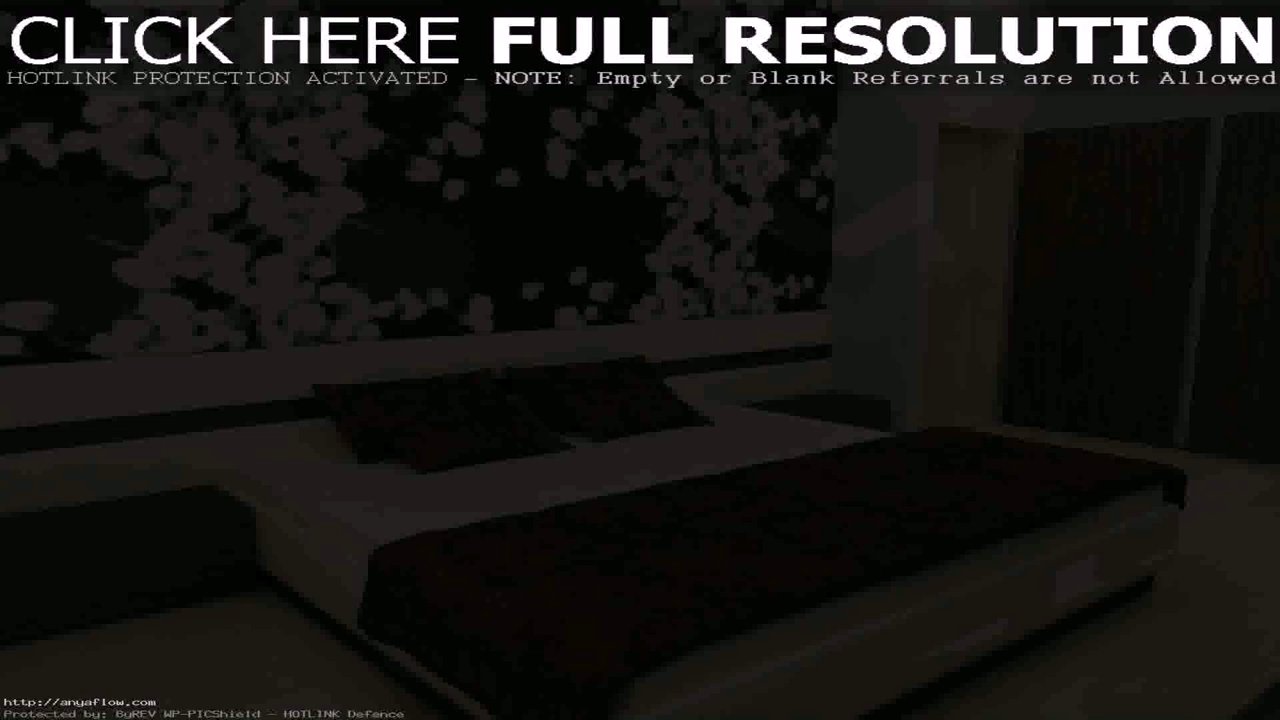 CLICK HERE FULL RESOLUTION
HOTLINK PROTECTION ACTIVATED - NOTE: Empty or Blank Referrals are not Allowed
http://anyaflow.com
Protected by: ByREV WP-PICShield - HOTLINK Defence